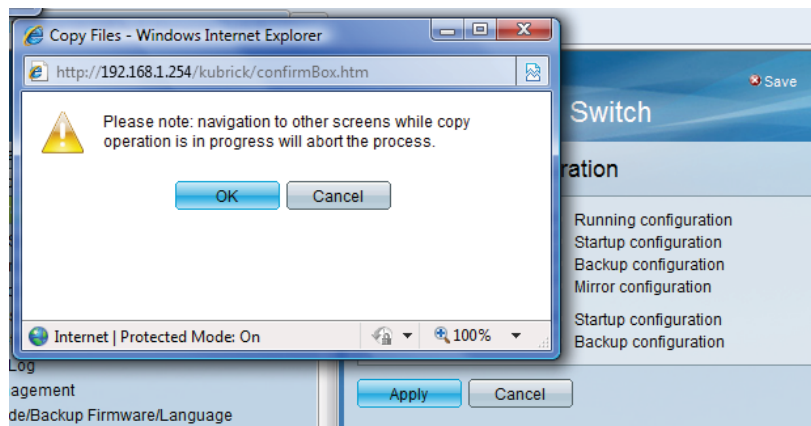 Copy Files - Windows Internet Explorer
http://192.168.1.254/kubrick/confirmBox.htm
Please note: navigation to other screens while copy
operation is in progress will abort the process.
OK Cancel
Internet | Protected Mode: On 100%
Save
Switch
ration
Running configuration
Startup configuration
Backup configuration
Mirror configuration
Startup configuration
Backup configuration
Apply Cancel
Log
agement
de/Backup Firmware/Language